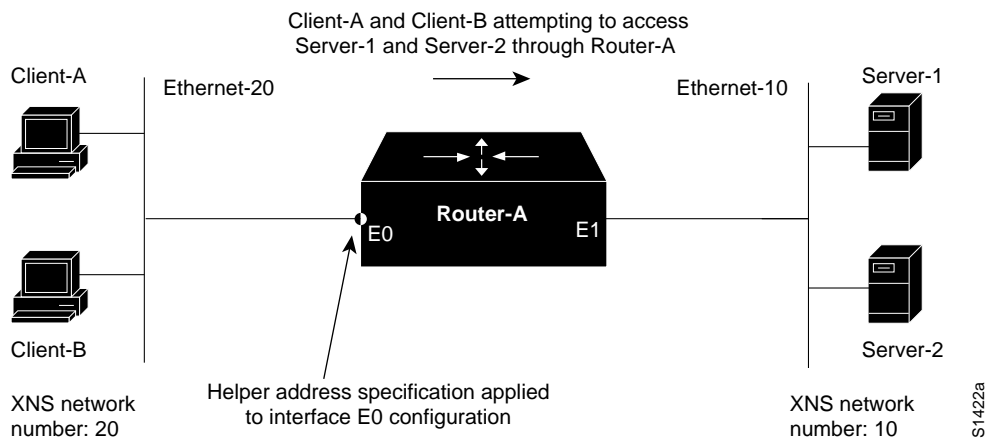 Client-A and Client-B attempting to access
Server-1 and Server-2 through Router-A
Client-A
Ethernet-20
Ethernet-10
Server-1
Router-A
E0
E1
Client-B
Server-2
Helper address specification applied
to interface E0 configuration
XNS network
number: 20
XNS network
number: 10
S1422a